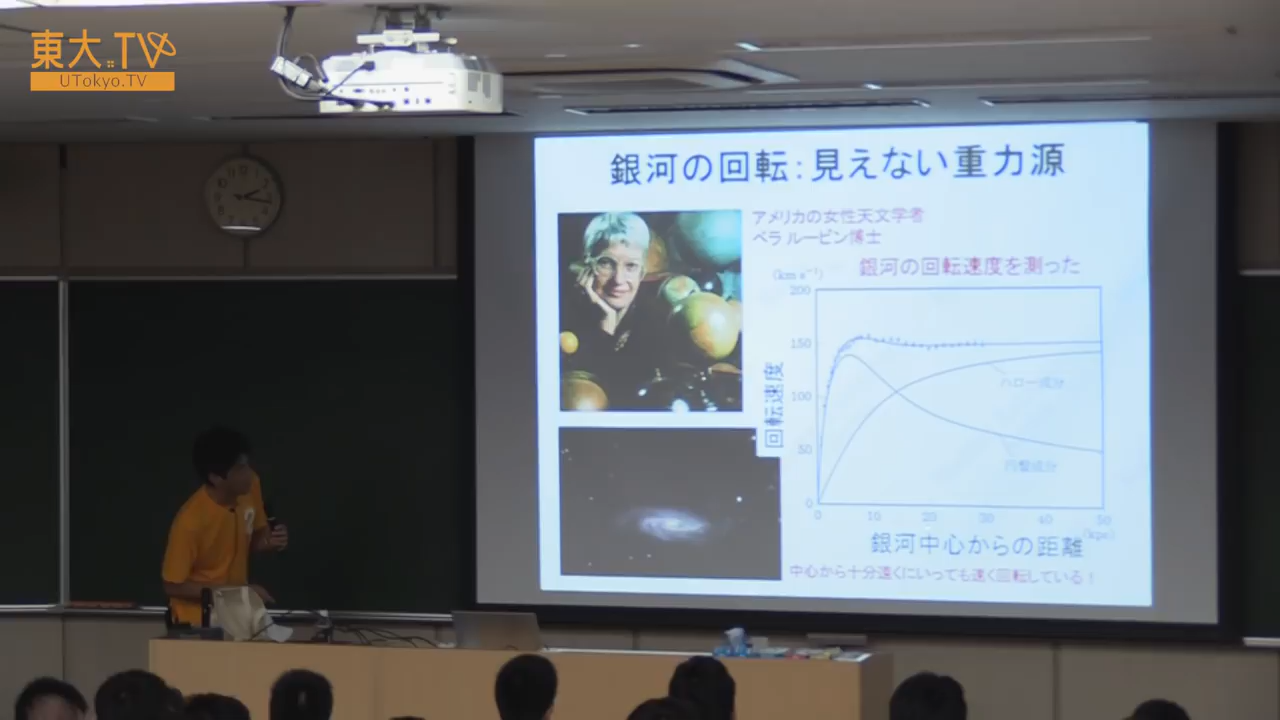 東大.TV
UTokyo.TV
銀河の回転:見えない重力源
アメリカの女性天文学者
ベラ ルービン博士
銀河の回転速度を測った
(km s⁻¹)
200
150
100
50
0
回転速度
ハロー成分
円盤成分
0 10 20 30 40 50
(kpc)
銀河中心からの距離
中心から十分遠くにいっても速く回転している!